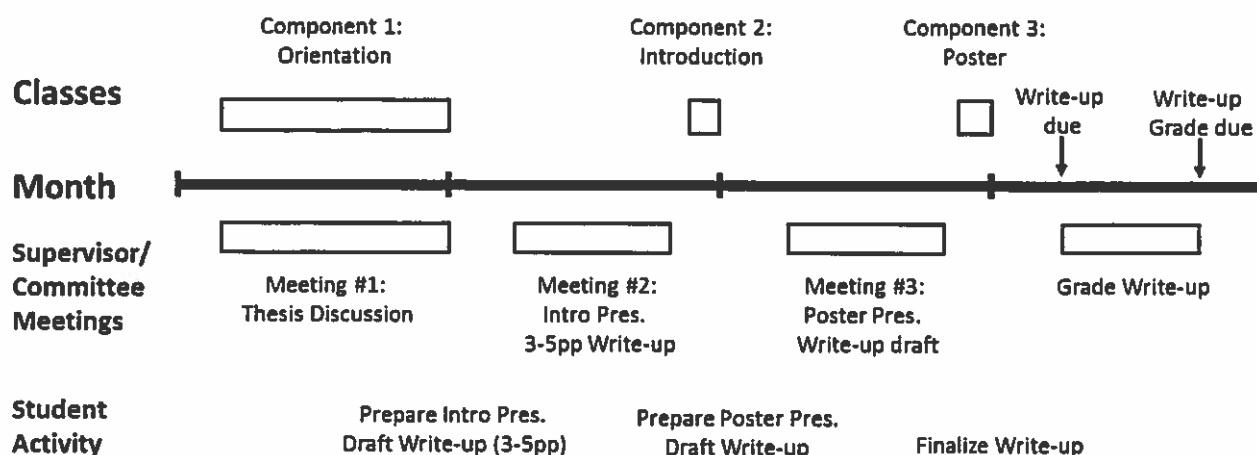 Component 1:
Orientation
Component 2:
Introduction
Component 3:
Poster
Classes
Write-up
due
Write-up
Grade due
Month
Supervisor/
Committee
Meetings
Meeting #1:
Thesis Discussion
Meeting #2:
Intro Pres.
3-5pp Write-up
Meeting #3:
Poster Pres.
Write-up draft
Grade Write-up
Student
Activity
Prepare Intro Pres.
Draft Write-up (3-5pp)
Prepare Poster Pres.
Draft Write-up
Finalize Write-up